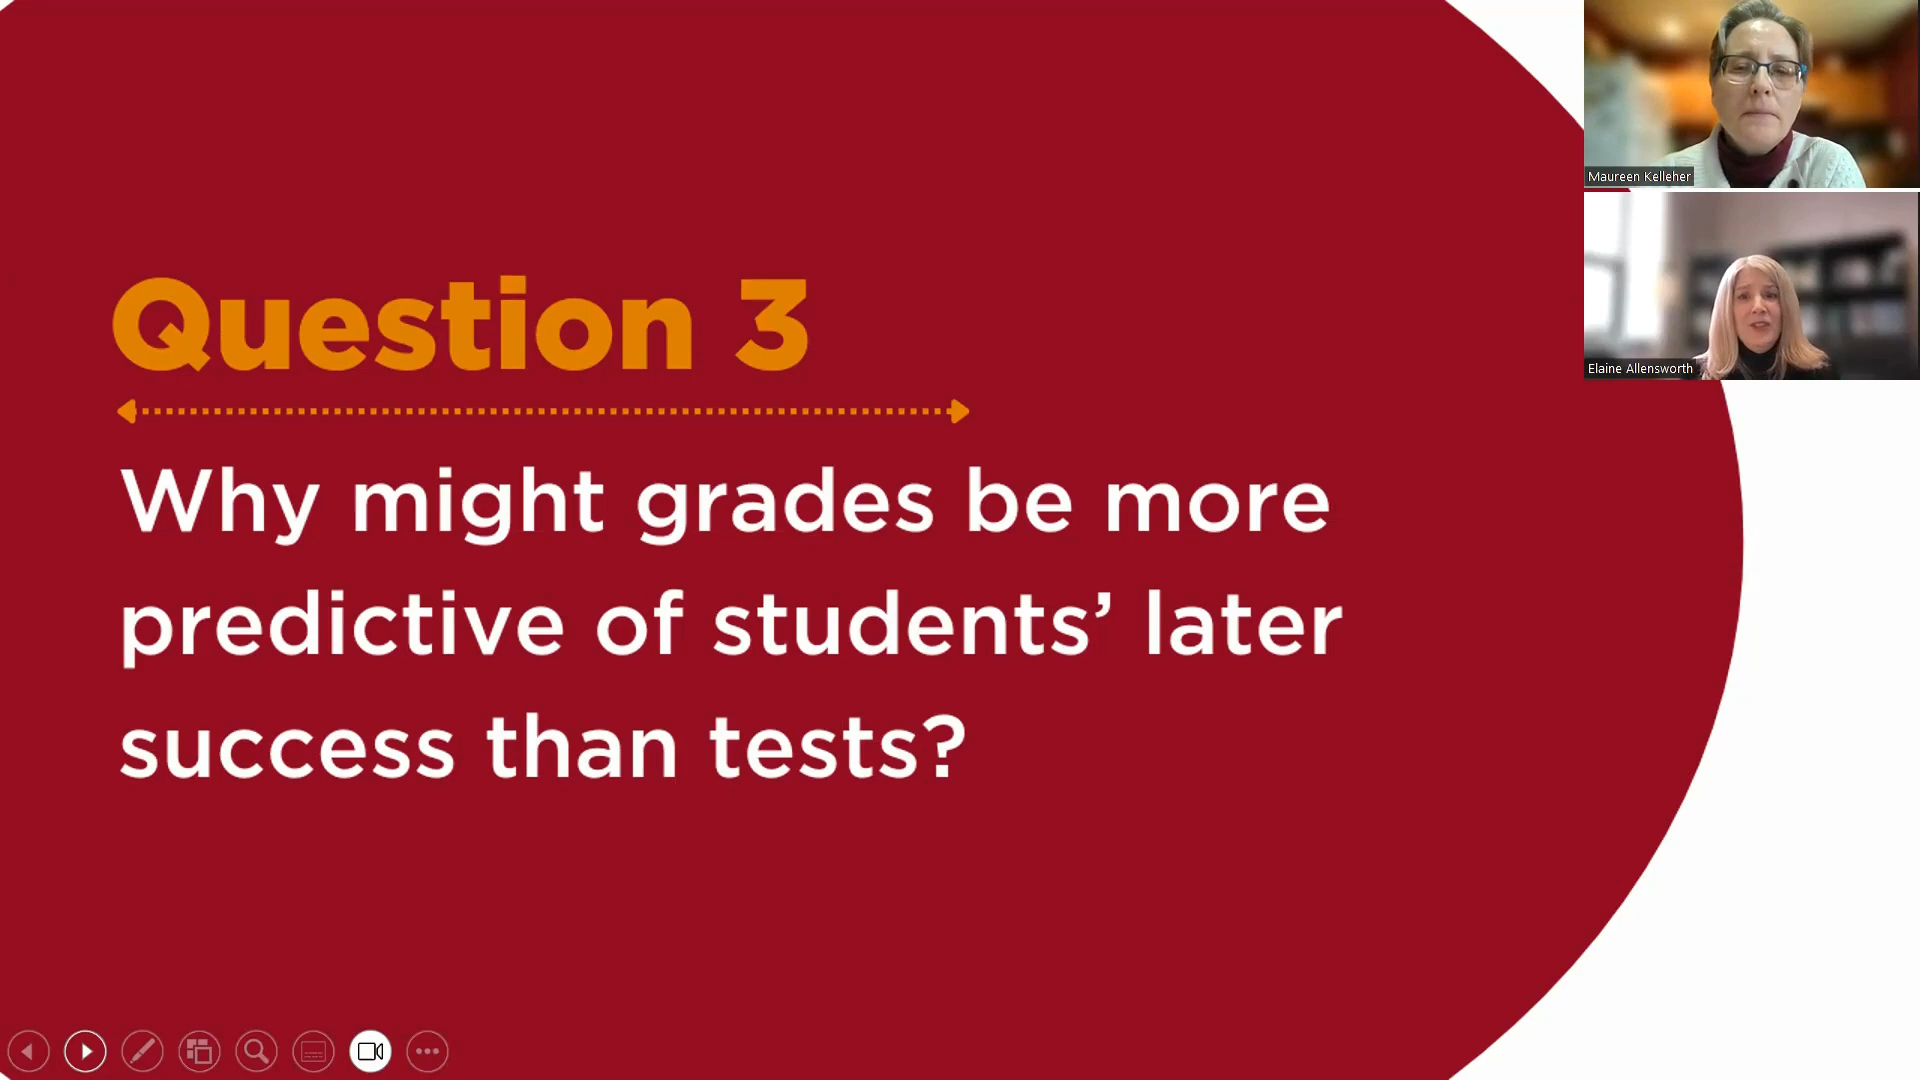 Question 3
Why might grades be more
predictive of students’ later
success than tests?
Maureen Kelleher
Elaine Allensworth